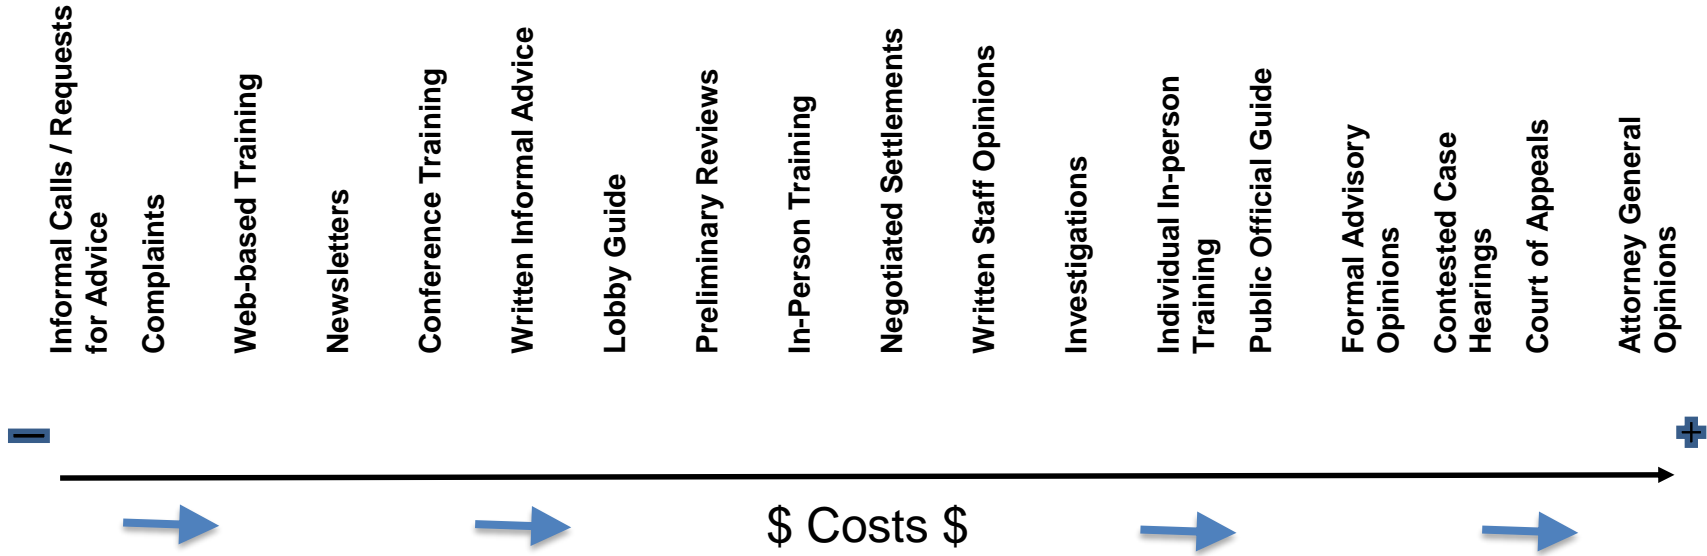 Informal Calls / Requests
for Advice
Complaints
Web-based Training
Newsletters
Conference Training
Written Informal Advice
Lobby Guide
Preliminary Reviews
In-Person Training
Negotiated Settlements
Written Staff Opinions
Investigations
Individual In-person
Training
Public Official Guide
Formal Advisory
Opinions
Contested Case
Hearings
Court of Appeals
Attorney General
Opinions
$ Costs $